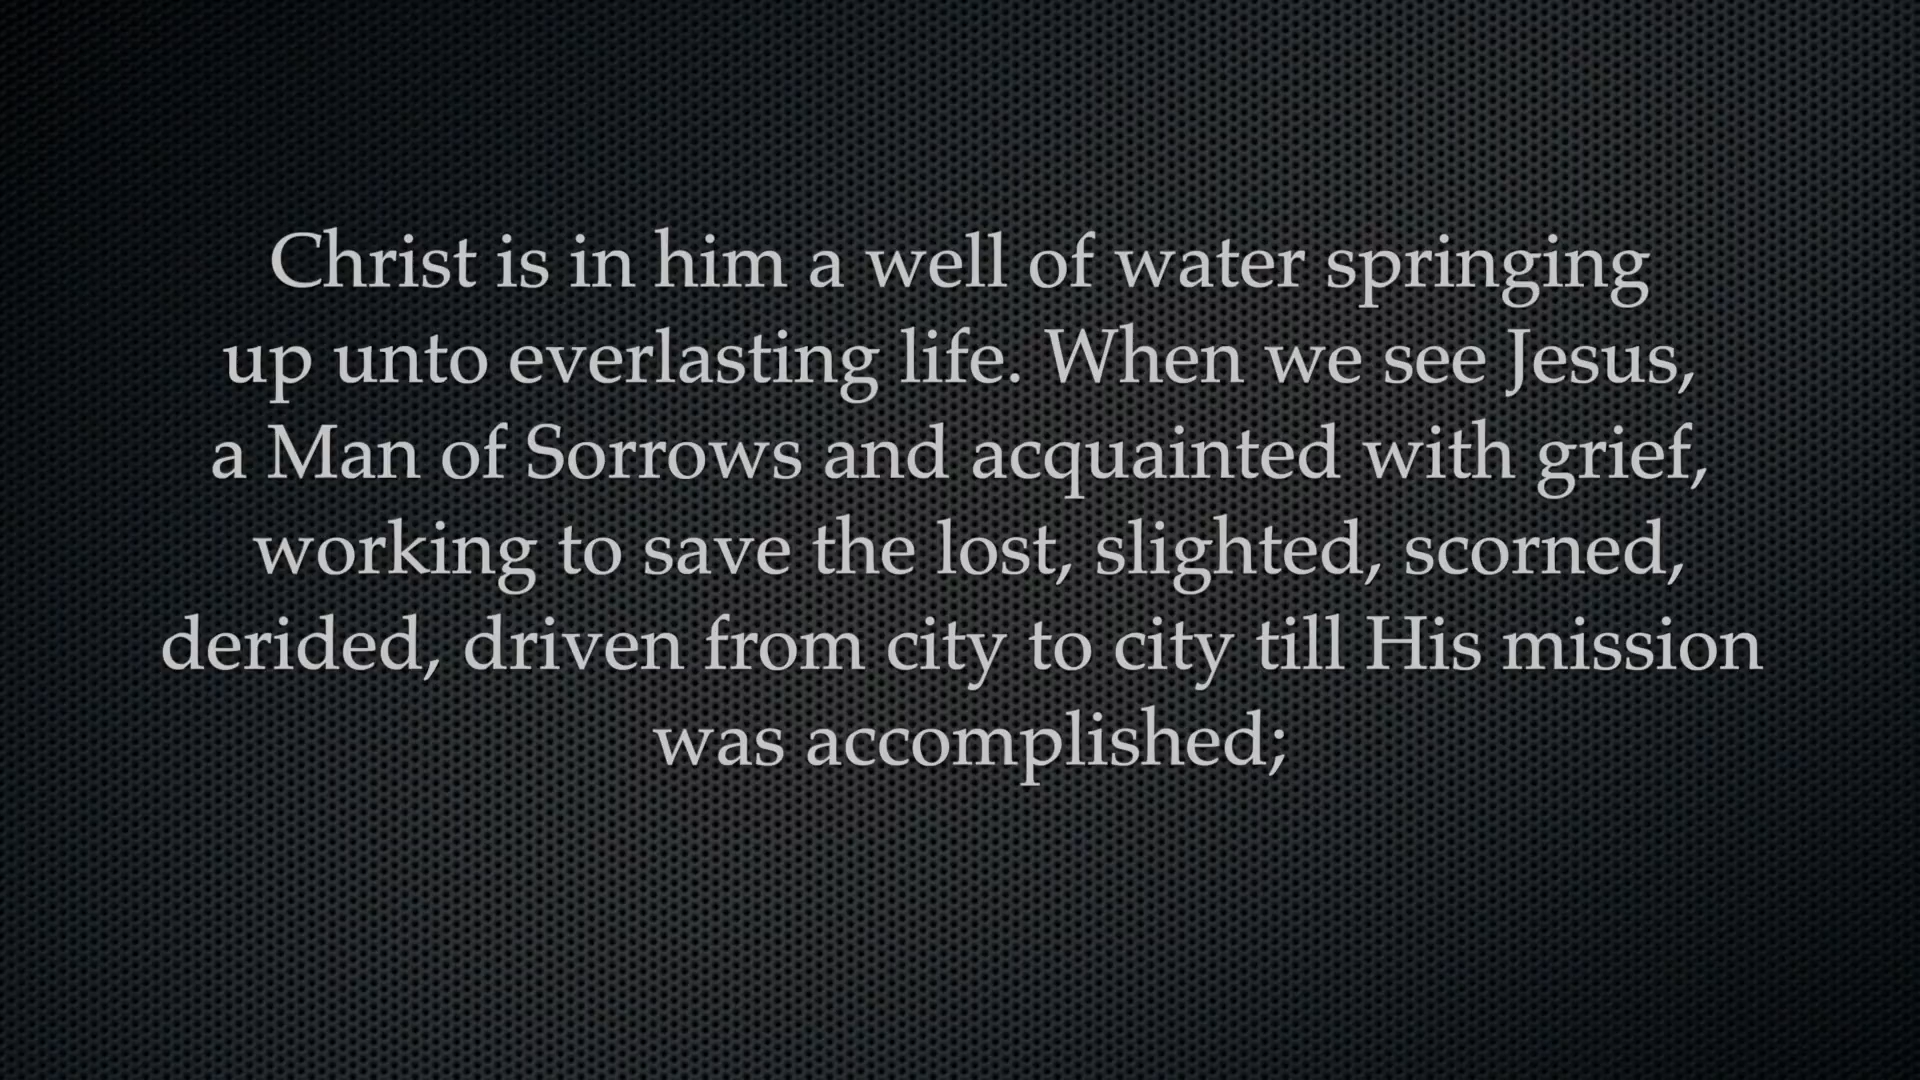 Christ is in him a well of water springing
up unto everlasting life. When we see Jesus,
a Man of Sorrows and acquainted with grief,
working to save the lost, slighted, scorned,
derided, driven from city to city till His mission
was accomplished;